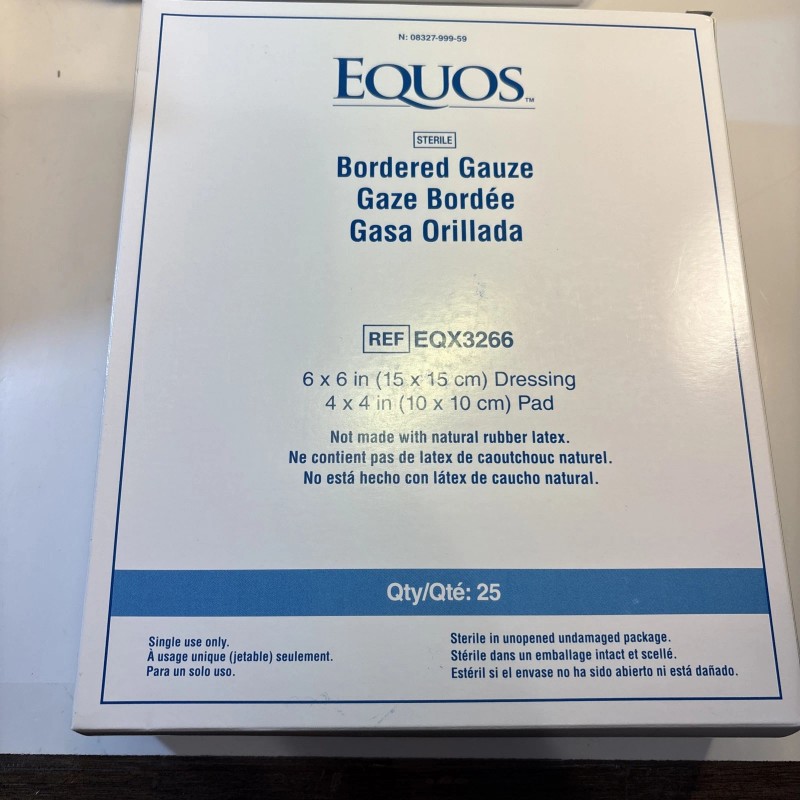 N: 08327-999-59
EQUOS™
STERILE
Bordered Gauze
Gaze Bordée
Gasa Orillada
REF EQX3266
6 x 6 in (15 x 15 cm) Dressing
4 x 4 in (10 x 10 cm) Pad
Not made with natural rubber latex.
Ne contient pas de latex de caoutchouc naturel.
No está hecho con látex de caucho natural.
Qty/Qté: 25
Single use only.
À usage unique (jetable) seulement.
Para un solo uso.
Sterile in unopened undamaged package.
Stérile dans un emballage intact et scellé.
Estéril si el envase no ha sido abierto ni está dañado.